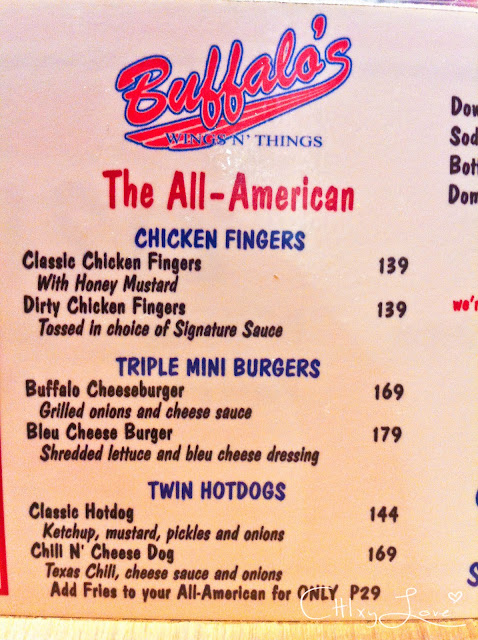 Buffalo's
WINGS N' THINGS
The All-American
CHICKEN FINGERS
Classic Chicken Fingers 139
With Honey Mustard
Dirty Chicken Fingers 139
Tossed in choice of Signature Sauce
TRIPLE MINI BURGERS
Buffalo Cheeseburger 169
Grilled onions and cheese sauce
Bleu Cheese Burger 179
Shredded lettuce and bleu cheese dressing
TWIN HOTDOGS
Classic Hotdog 144
Ketchup, mustard, pickles and onions
Chili N' Cheese Dog 169
Texas Chili, cheese sauce and onions
Add Fries to your All-American for ONLY P29
Dow
Sod
Bott
Dom
we'r
S